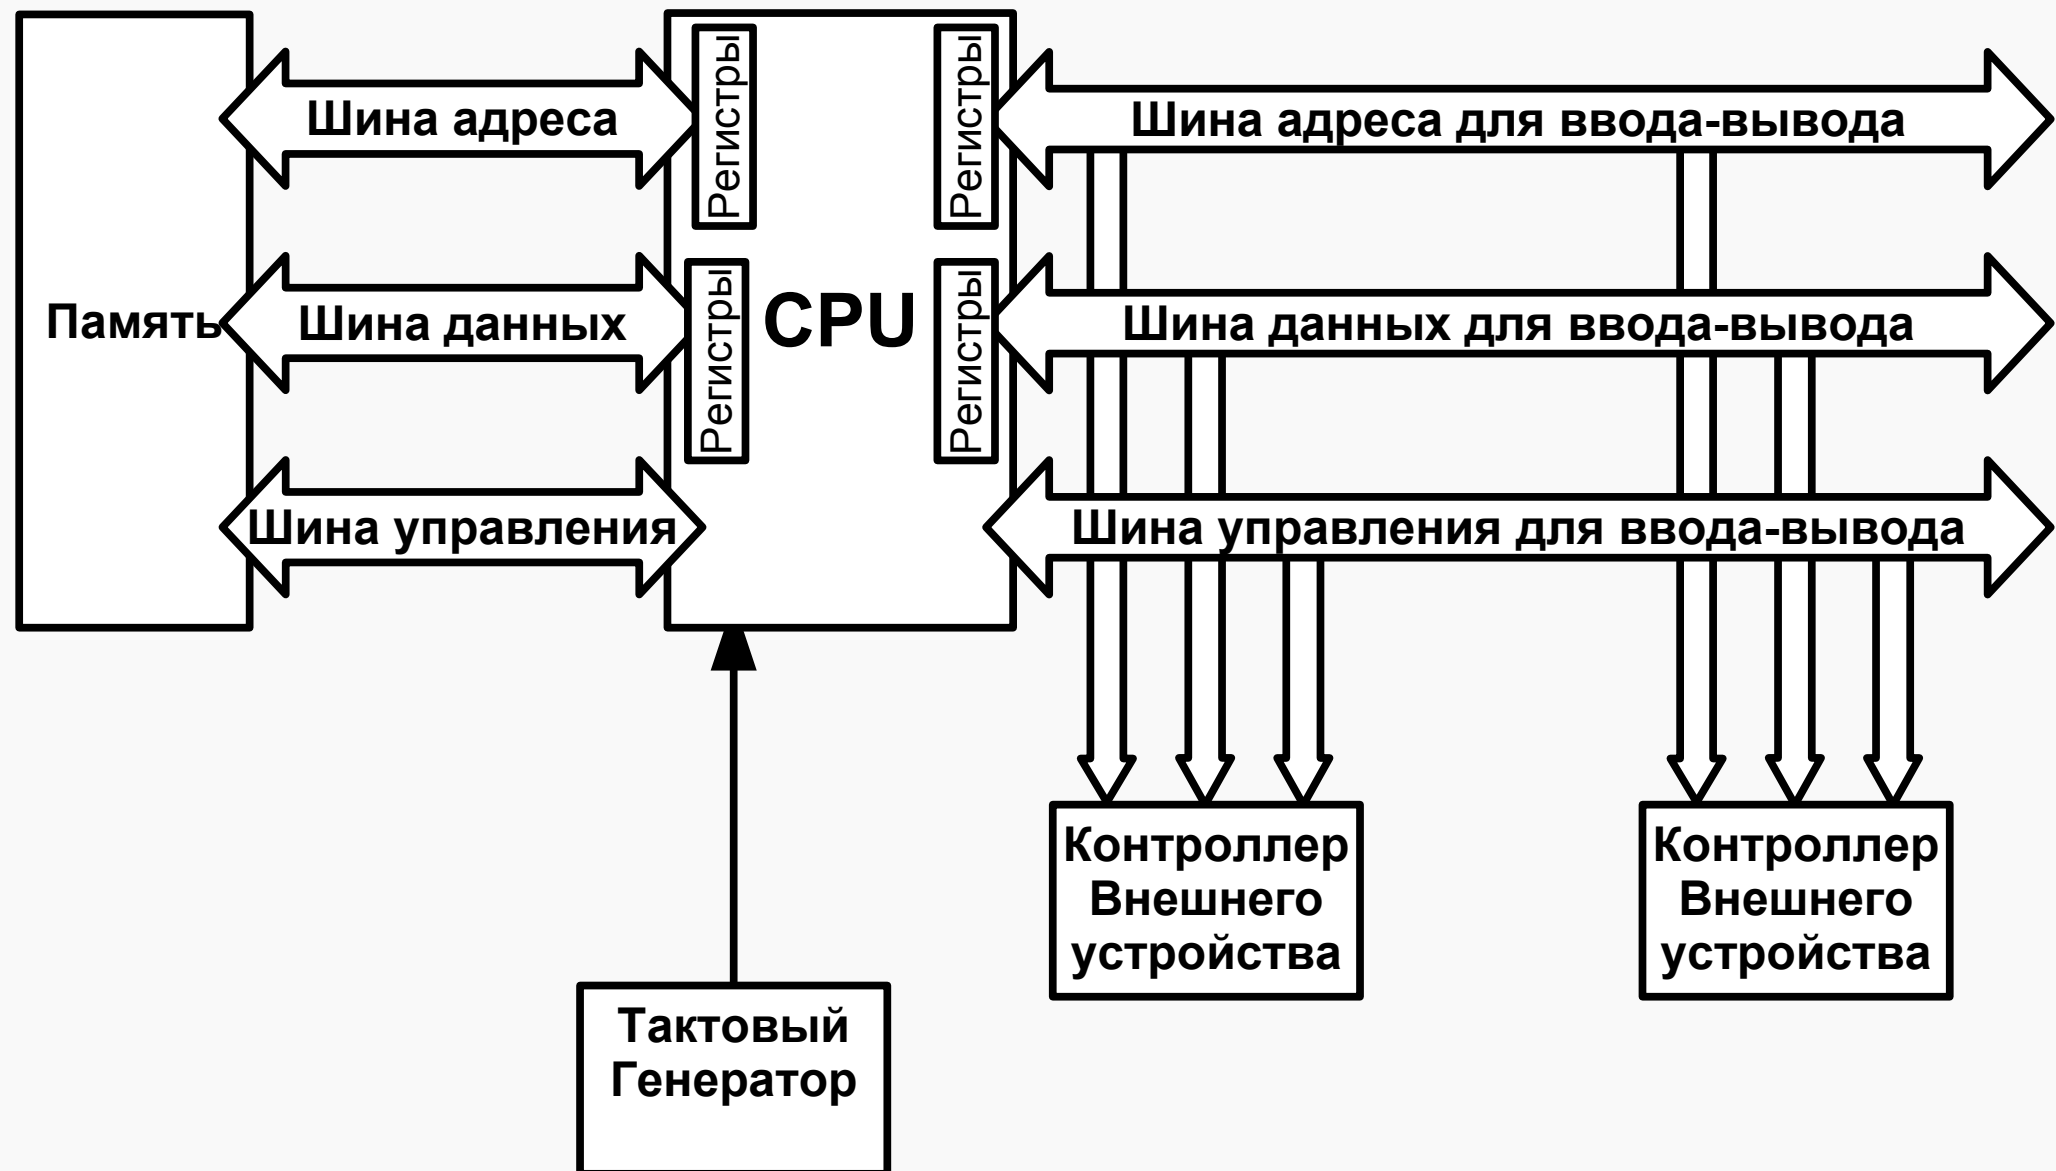 Регистры
Регистры
Шина адреса
Шина адреса для ввода-вывода
Регистры
Регистры
Память
Шина данных
CPU
Шина данных для ввода-вывода
Шина управления
Шина управления для ввода-вывода
Контроллер
Внешнего
устройства
Контроллер
Внешнего
устройства
Тактовый
Генератор